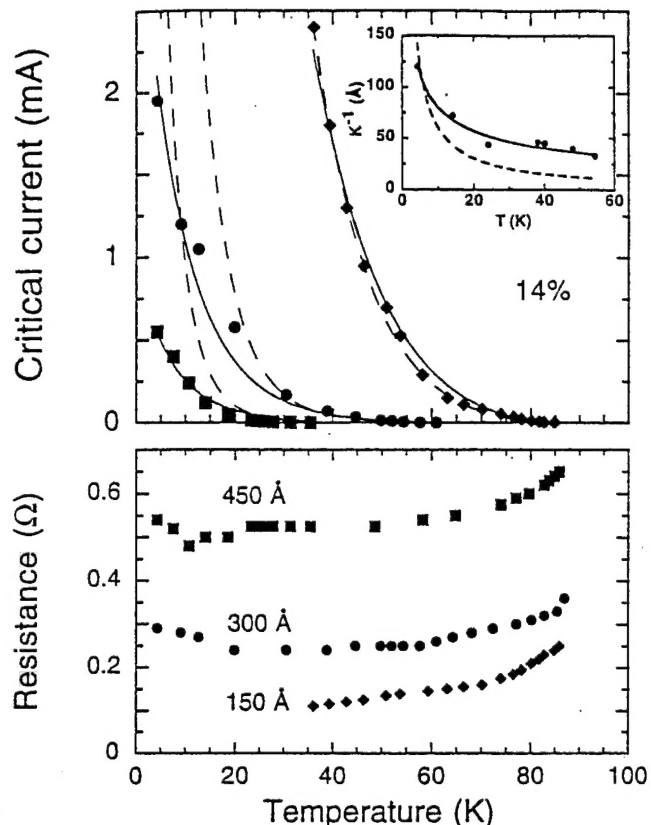 Critical current (mA)
2
1
0
150
100
50
0
0
20
40
60
K⁻¹ (Å)
T (K)
14%
Resistance (Ω)
0.6
0.4
0.2
0
450 Å
300 Å
150 Å
0
20
40
60
80
100
Temperature (K)